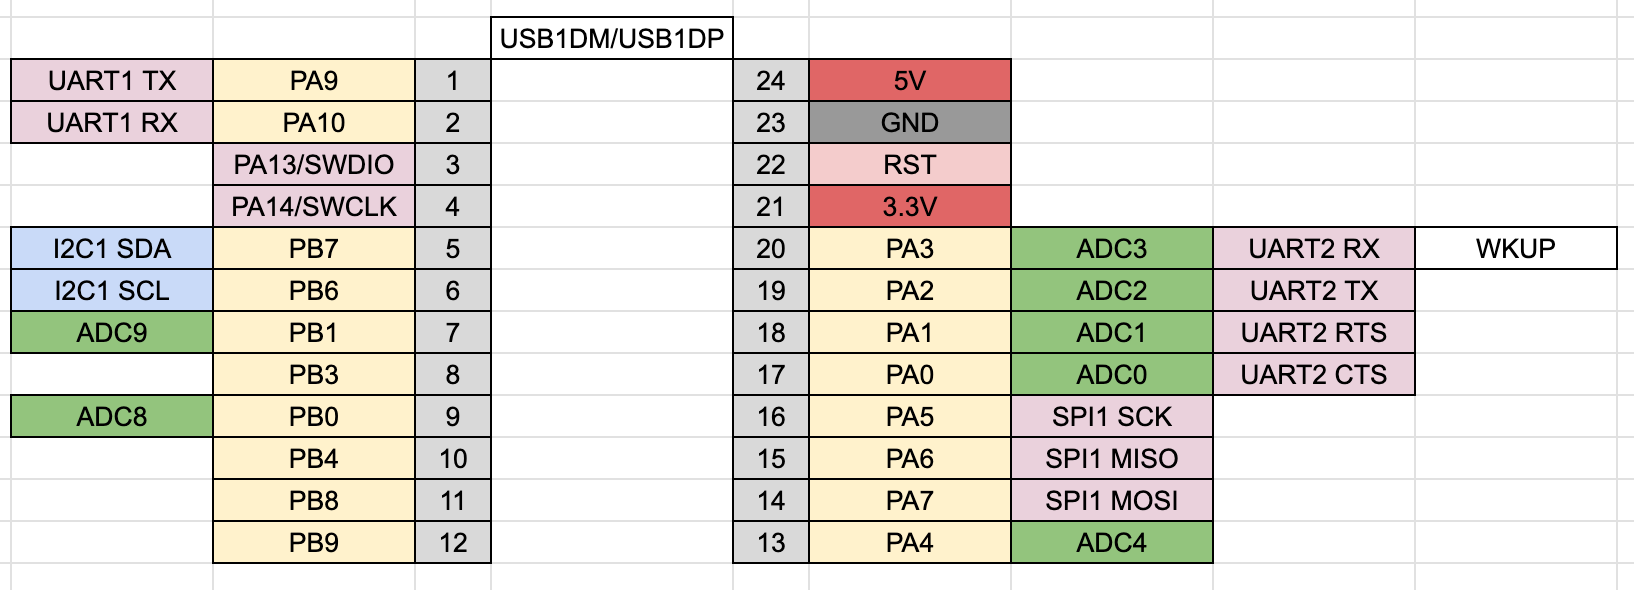 USB1DM/USB1DP
UART1 TX PA9 1 24 5V
UART1 RX PA10 2 23 GND
PA13/SWDIO 3 22 RST
PA14/SWCLK 4 21 3.3V
I2C1 SDA PB7 5 20 PA3 ADC3 UART2 RX WKUP
I2C1 SCL PB6 6 19 PA2 ADC2 UART2 TX
ADC9 PB1 7 18 PA1 ADC1 UART2 RTS
PB3 8 17 PA0 ADC0 UART2 CTS
ADC8 PB0 9 16 PA5 SPI1 SCK
PB4 10 15 PA6 SPI1 MISO
PB8 11 14 PA7 SPI1 MOSI
PB9 12 13 PA4 ADC4